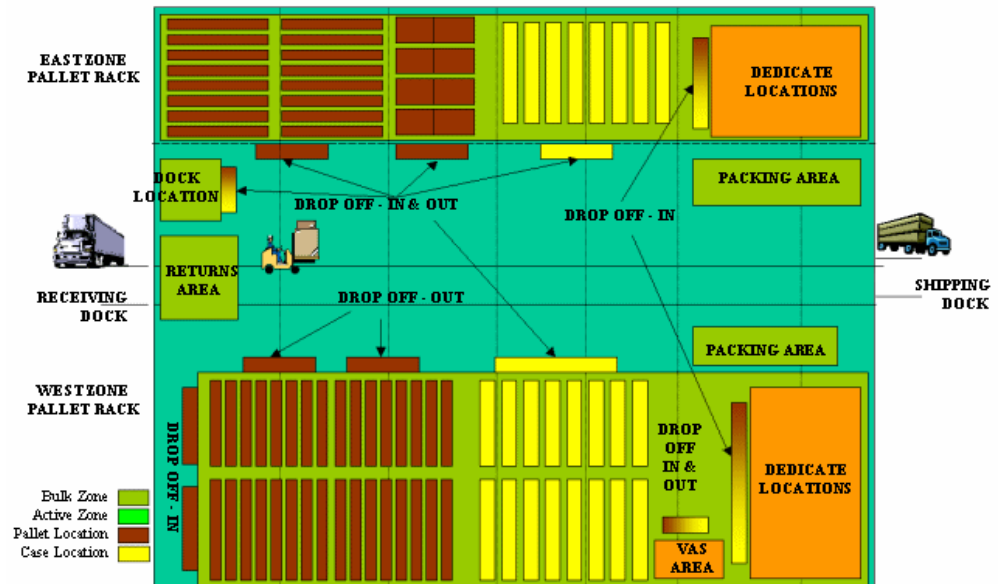 EAST ZONE
PALLET RACK
DEDICATE
LOCATIONS
DOCK
LOCATION
PACKING AREA
DROP OFF - IN & OUT
DROP OFF - IN
RETURNS
AREA
RECEIVING
DOCK
DROP OFF - OUT
SHIPPING
DOCK
PACKING AREA
WEST ZONE
PALLET RACK
DROP OFF - IN
DROP
OFF
IN &
OUT
DEDICATE
LOCATIONS
VAS
AREA
Bulk Zone
Active Zone
Pallet Location
Case Location